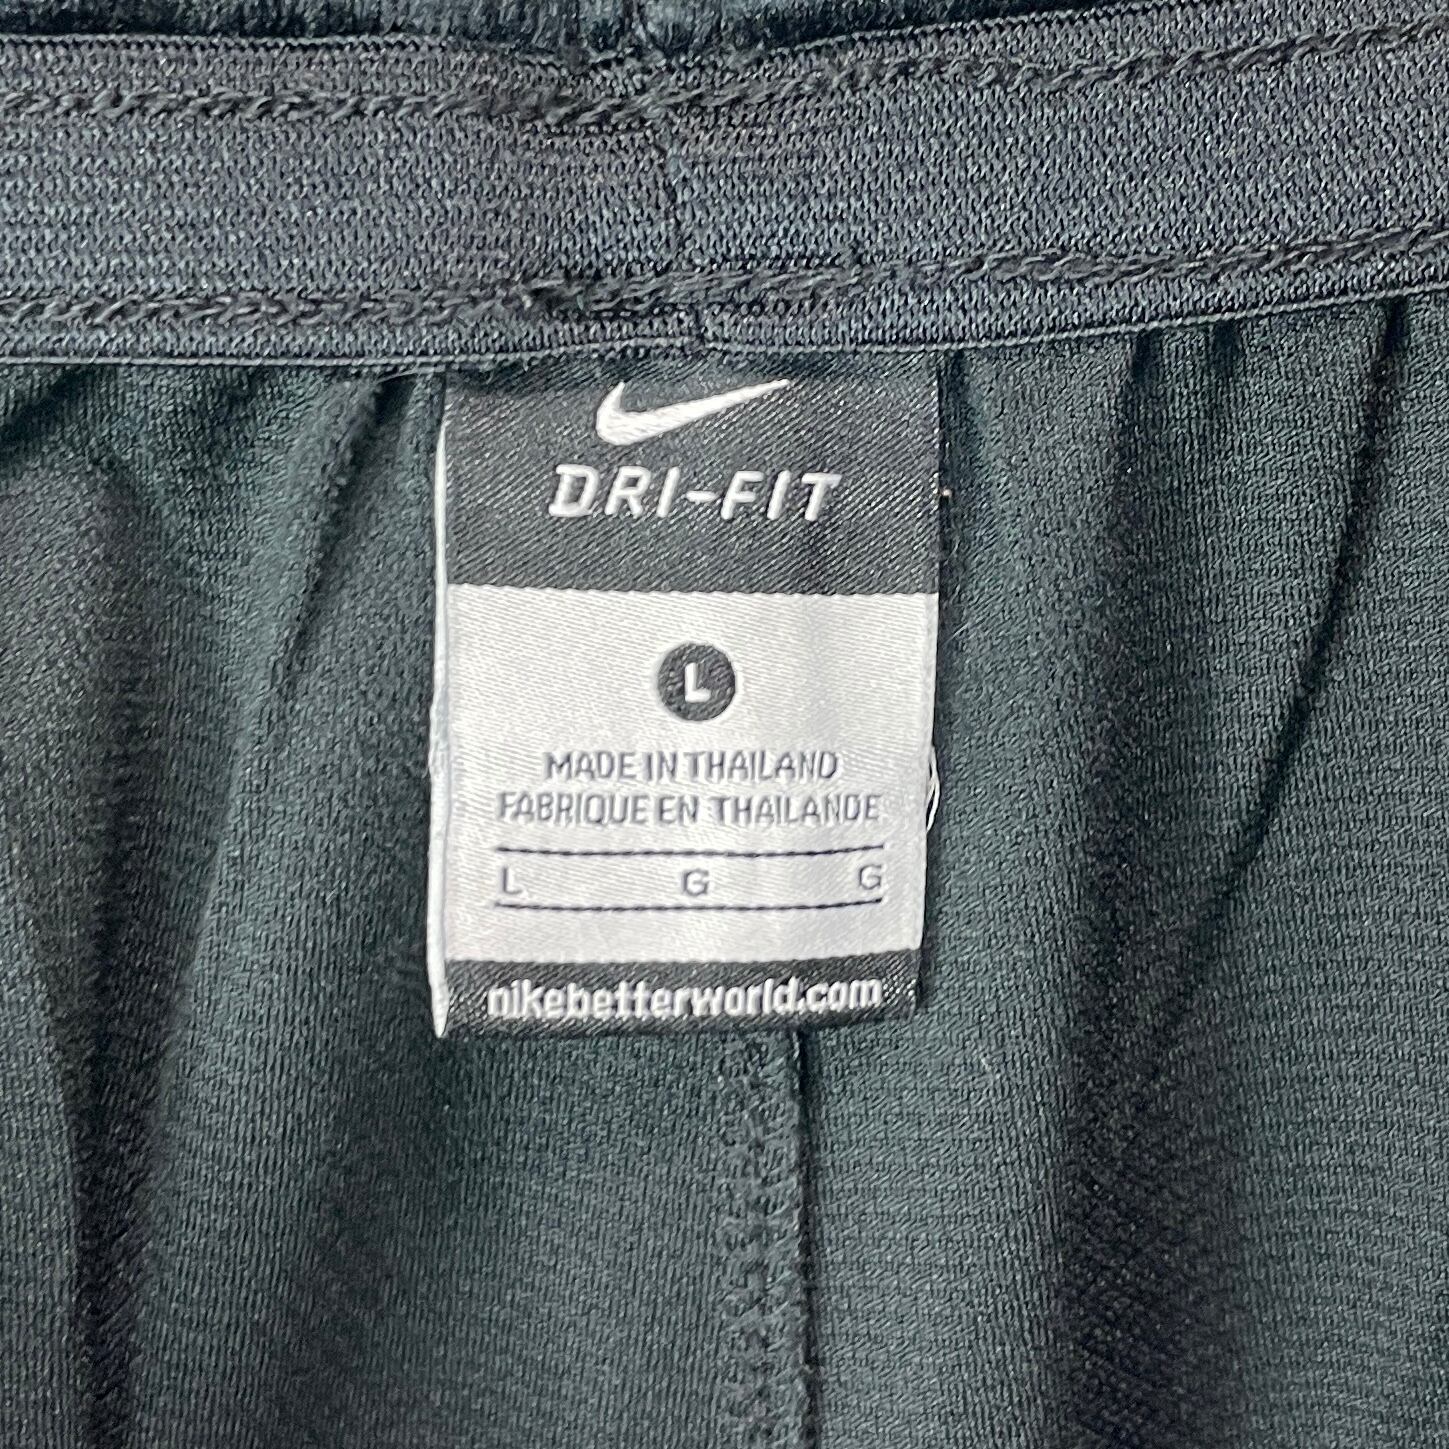 DRI-FIT
L
MADE IN THAILAND
FABRIQUE EN THAILANDE
L G G
nikebetterworld.com